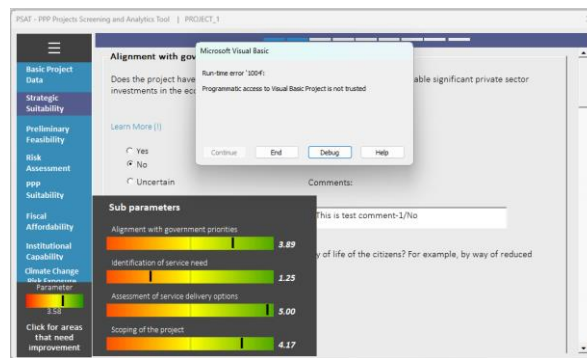 PSAT - PPP Projects Screening and Analytics Tool | PROJECT_1
Basic Project
Data
Strategic
Suitability
Preliminary
Feasibility
Risk
Assessment
PPP
Suitability
Fiscal
Affordability
Institutional
Capability
Climate Change
Parameter
3.58
Click for areas
that need
improvement
Alignment with gov
Does the project have
able significant private sector
investments in the eco
Learn More (!)
Yes
No
Uncertain
Comments:
This is test comment-1/No
y of life of the citizens? For example, by way of reduced
Microsoft Visual Basic
Run-time error '1004':
Programmatic access to Visual Basic Project is not trusted
Continue End Debug Help
Sub parameters
Alignment with government priorities
3.89
Identification of service need
1.25
Assessment of service delivery options
5.00
Scoping of the project
4.17